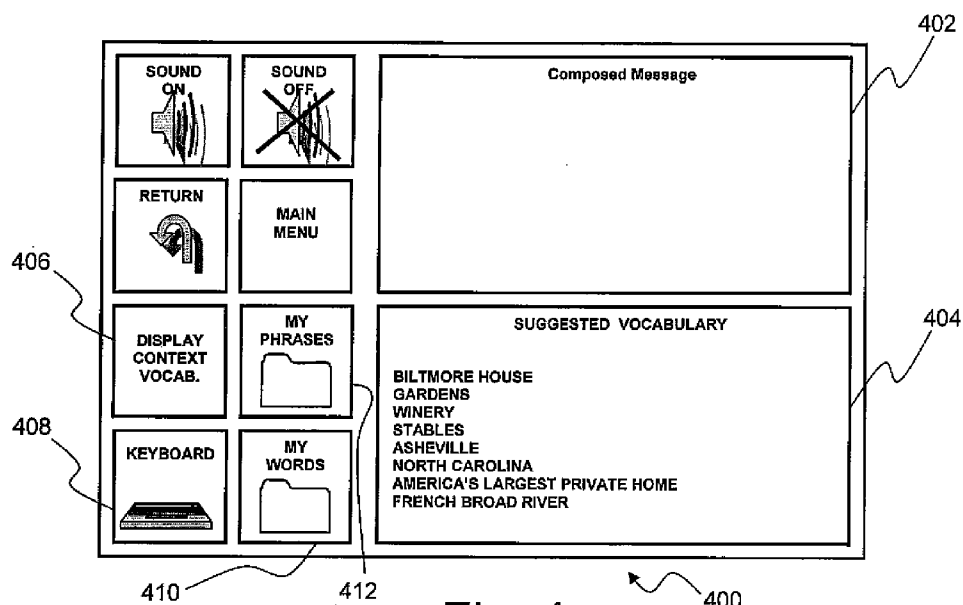 402
SOUND
ON
SOUND
OFF
Composed Message
RETURN
MAIN
MENU
406
DISPLAY
CONTEXT
VOCAB.
MY
PHRASES
SUGGESTED VOCABULARY
404
BILTMORE HOUSE
GARDENS
WINERY
STABLES
ASHEVILLE
NORTH CAROLINA
AMERICA'S LARGEST PRIVATE HOME
FRENCH BROAD RIVER
408
KEYBOARD
MY
WORDS
410
412
400